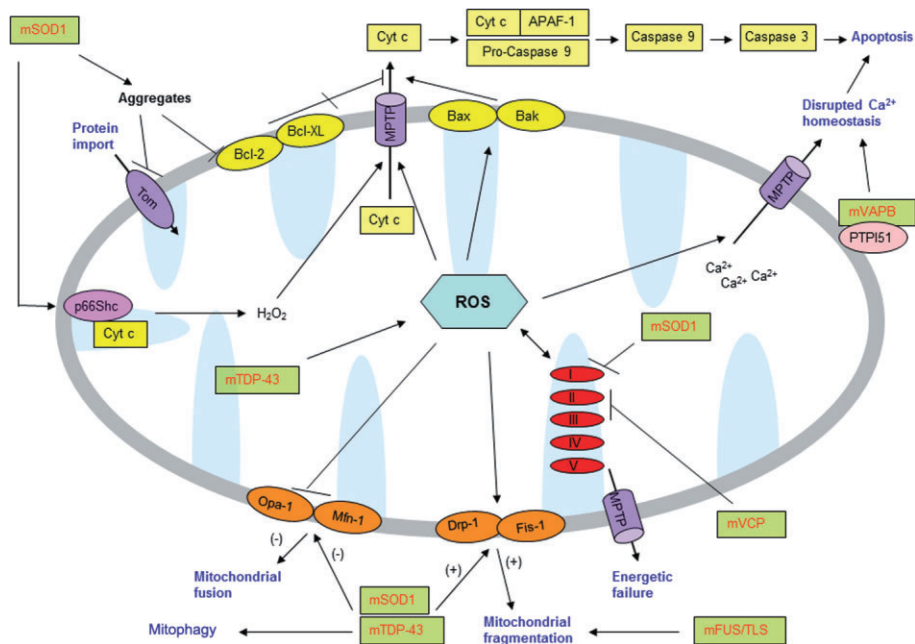 mSOD1
Cyt c
Cyt c
APAF-1
Pro-Caspase 9
Caspase 9
Caspase 3
Apoptosis
Aggregates
Protein
import
Tom
Bcl-2
Bcl-XL
MPTP
Bax
Bak
Disrupted Ca²⁺
homeostasis
MPTP
mVAPB
PTPI51
Cyt c
Ca²⁺
Ca²⁺ Ca²⁺
p66Shc
Cyt c
H₂O₂
ROS
mSOD1
mTDP-43
I
II
III
IV
V
Opa-1
Mfn-1
Drp-1
Fis-1
MPTP
mVCP
(-)
(-)
(+)
(+)
Mitochondrial
fusion
Energetic
failure
mSOD1
mTDP-43
Mitophagy
Mitochondrial
fragmentation
mFUS/TLS